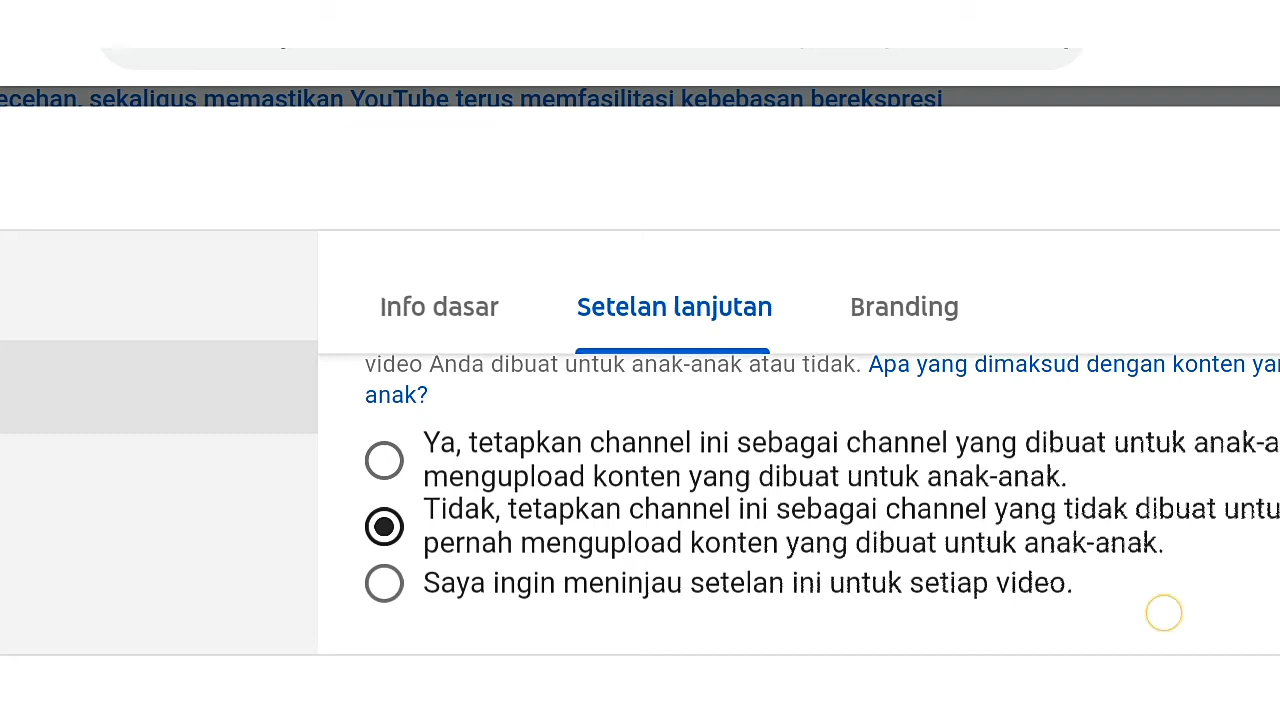 ecehan, sekaligus memastikan YouTube terus memfasilitasi kebebasan berekspresi
Info dasar
Setelan lanjutan
Branding
video Anda dibuat untuk anak-anak atau tidak. Apa yang dimaksud dengan konten ya
anak?
Ya, tetapkan channel ini sebagai channel yang dibuat untuk anak-a
mengupload konten yang dibuat untuk anak-anak.
Tidak, tetapkan channel ini sebagai channel yang tidak dibuat untu
pernah mengupload konten yang dibuat untuk anak-anak.
Saya ingin meninjau setelan ini untuk setiap video.